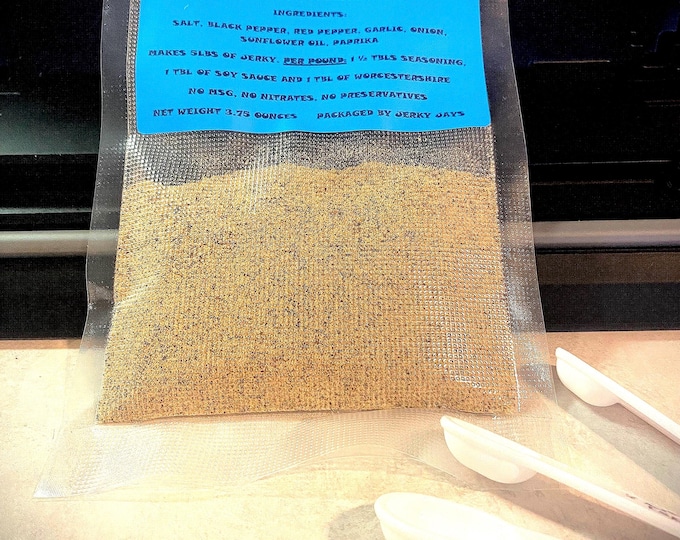 INGREDIENTS:
SALT, BLACK PEPPER, RED PEPPER, GARLIC, ONION,
SUNFLOWER OIL, PAPRIKA
MAKES 5LBS OF JERKY. PER POUND: 1 ½ TBLS SEASONING,
1 TBL OF SOY SAUCE AND 1 TBL OF WORCESTERSHIRE
NO MSG, NO NITRATES, NO PRESERVATIVES
NET WEIGHT 3.75 OUNCES PACKAGED BY JERKY JAYS